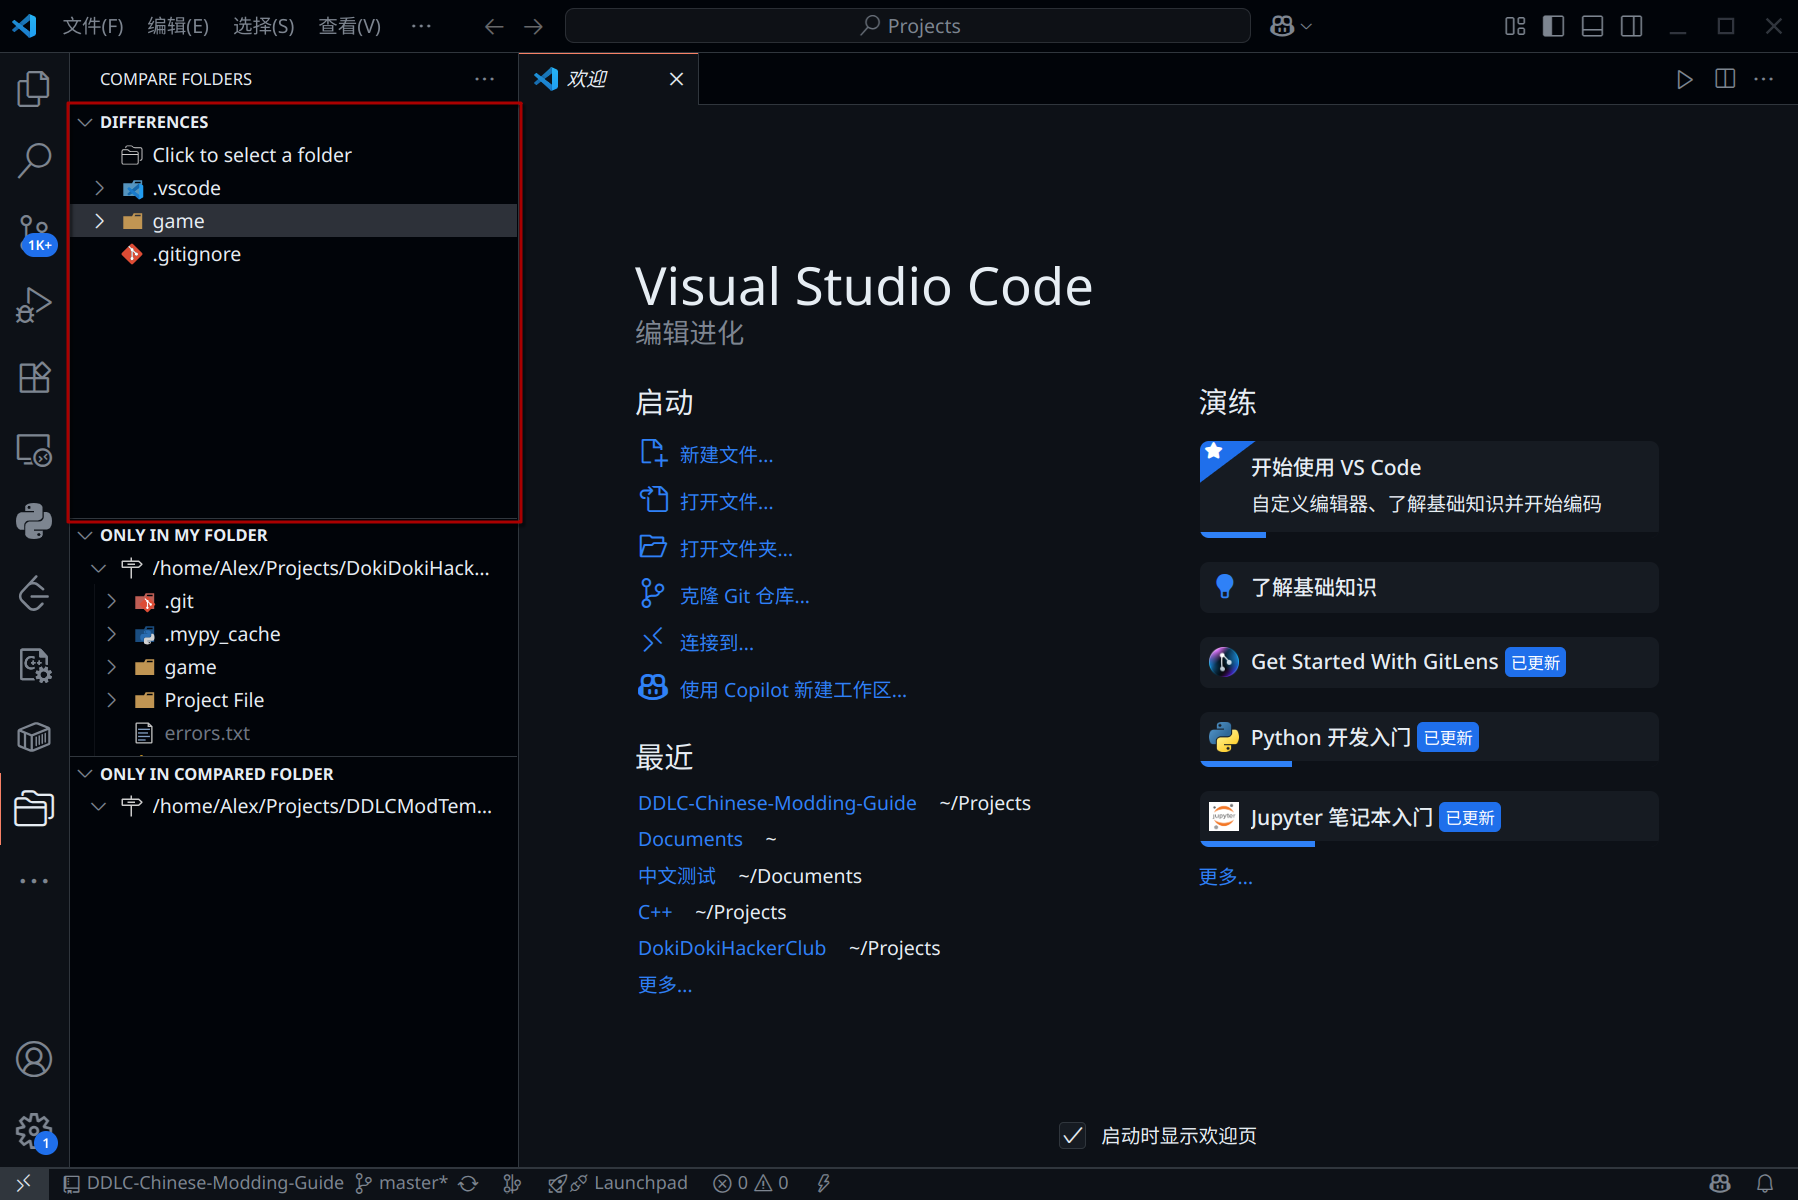 文件(F) 编辑(E) 选择(S) 查看(V) ··· Projects
COMPARE FOLDERS ···
欢迎
DIFFERENCES
Click to select a folder
.vscode
game
.gitignore
1K+
ONLY IN MY FOLDER
/home/Alex/Projects/DokiDokiHack...
.git
.mypy_cache
game
Project File
errors.txt
ONLY IN COMPARED FOLDER
/home/Alex/Projects/DDLCModTem...
1
Visual Studio Code
编辑进化
启动
新建文件...
打开文件...
打开文件夹...
克隆 Git 仓库...
连接到...
使用 Copilot 新建工作区...
最近
DDLC-Chinese-Modding-Guide ~/Projects
Documents ~
中文测试 ~/Documents
C++ ~/Projects
DokiDokiHackerClub ~/Projects
更多...
演练
开始使用 VS Code
自定义编辑器、了解基础知识并开始编码
了解基础知识
Get Started With GitLens 已更新
Python 开发入门 已更新
Jupyter 笔记本入门 已更新
更多...
启动时显示欢迎页
DDLC-Chinese-Modding-Guide master* Launchpad 0 0